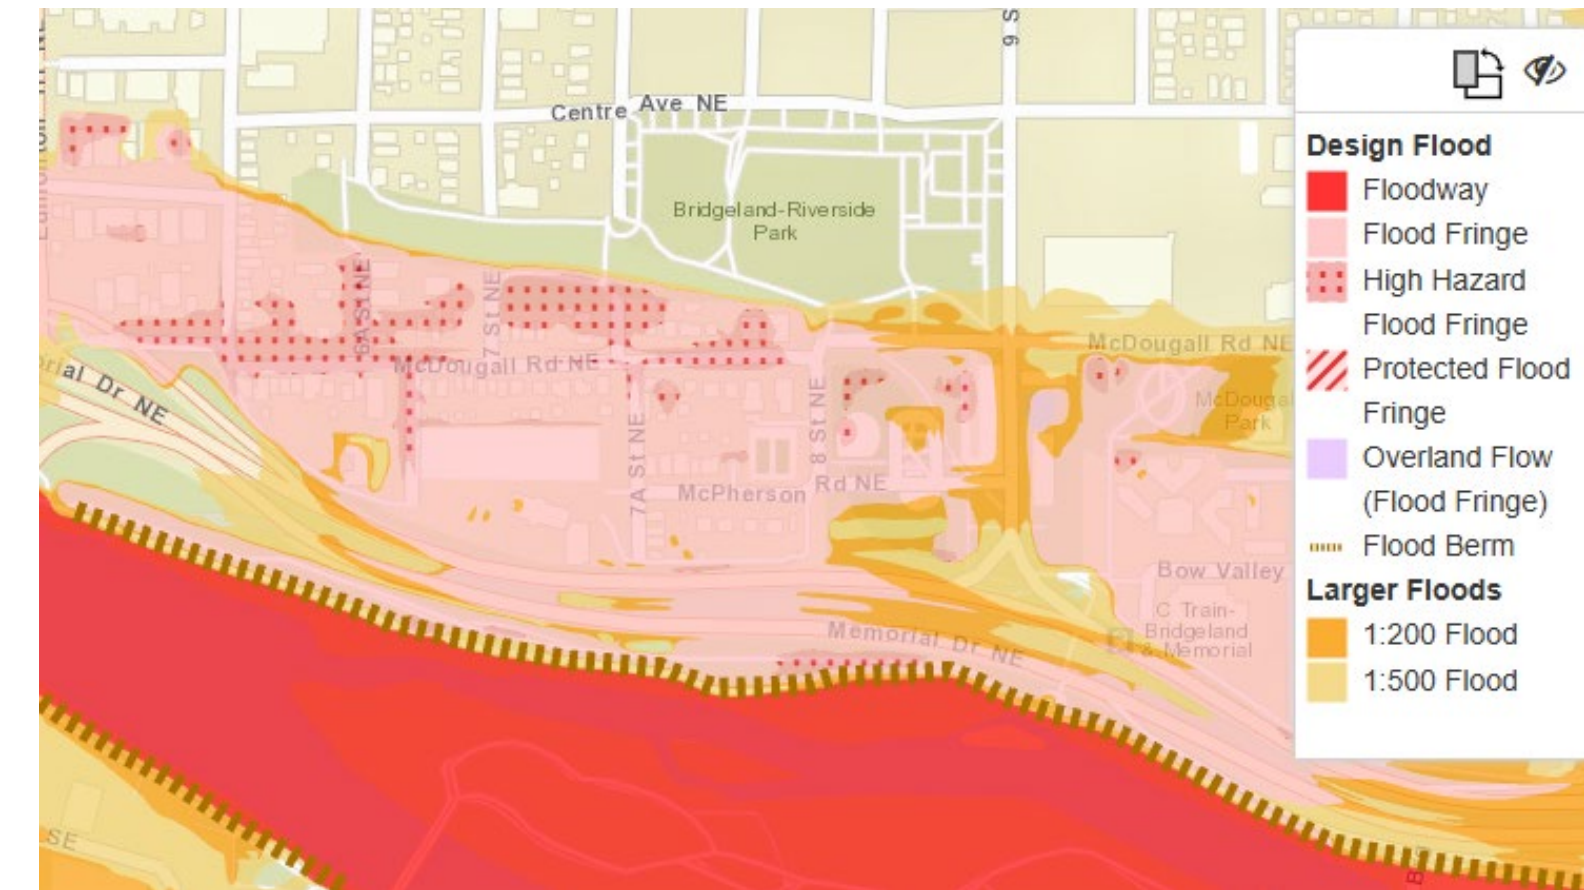 9 S
Centre Ave NE
Bridgeland-Riverside
Park
6A St NE
7 St NE
McDougall Rd NE
McDougall Rd NE
rial Dr NE
7A St NE
8 St NE
McPherson Rd NE
McDougal
Park
Bow Valley
C Train-
Bridgeland
& Memorial
Memorial Dr NE
SE
Design Flood
Floodway
Flood Fringe
High Hazard
Flood Fringe
Protected Flood
Fringe
Overland Flow
(Flood Fringe)
Flood Berm
Larger Floods
1:200 Flood
1:500 Flood